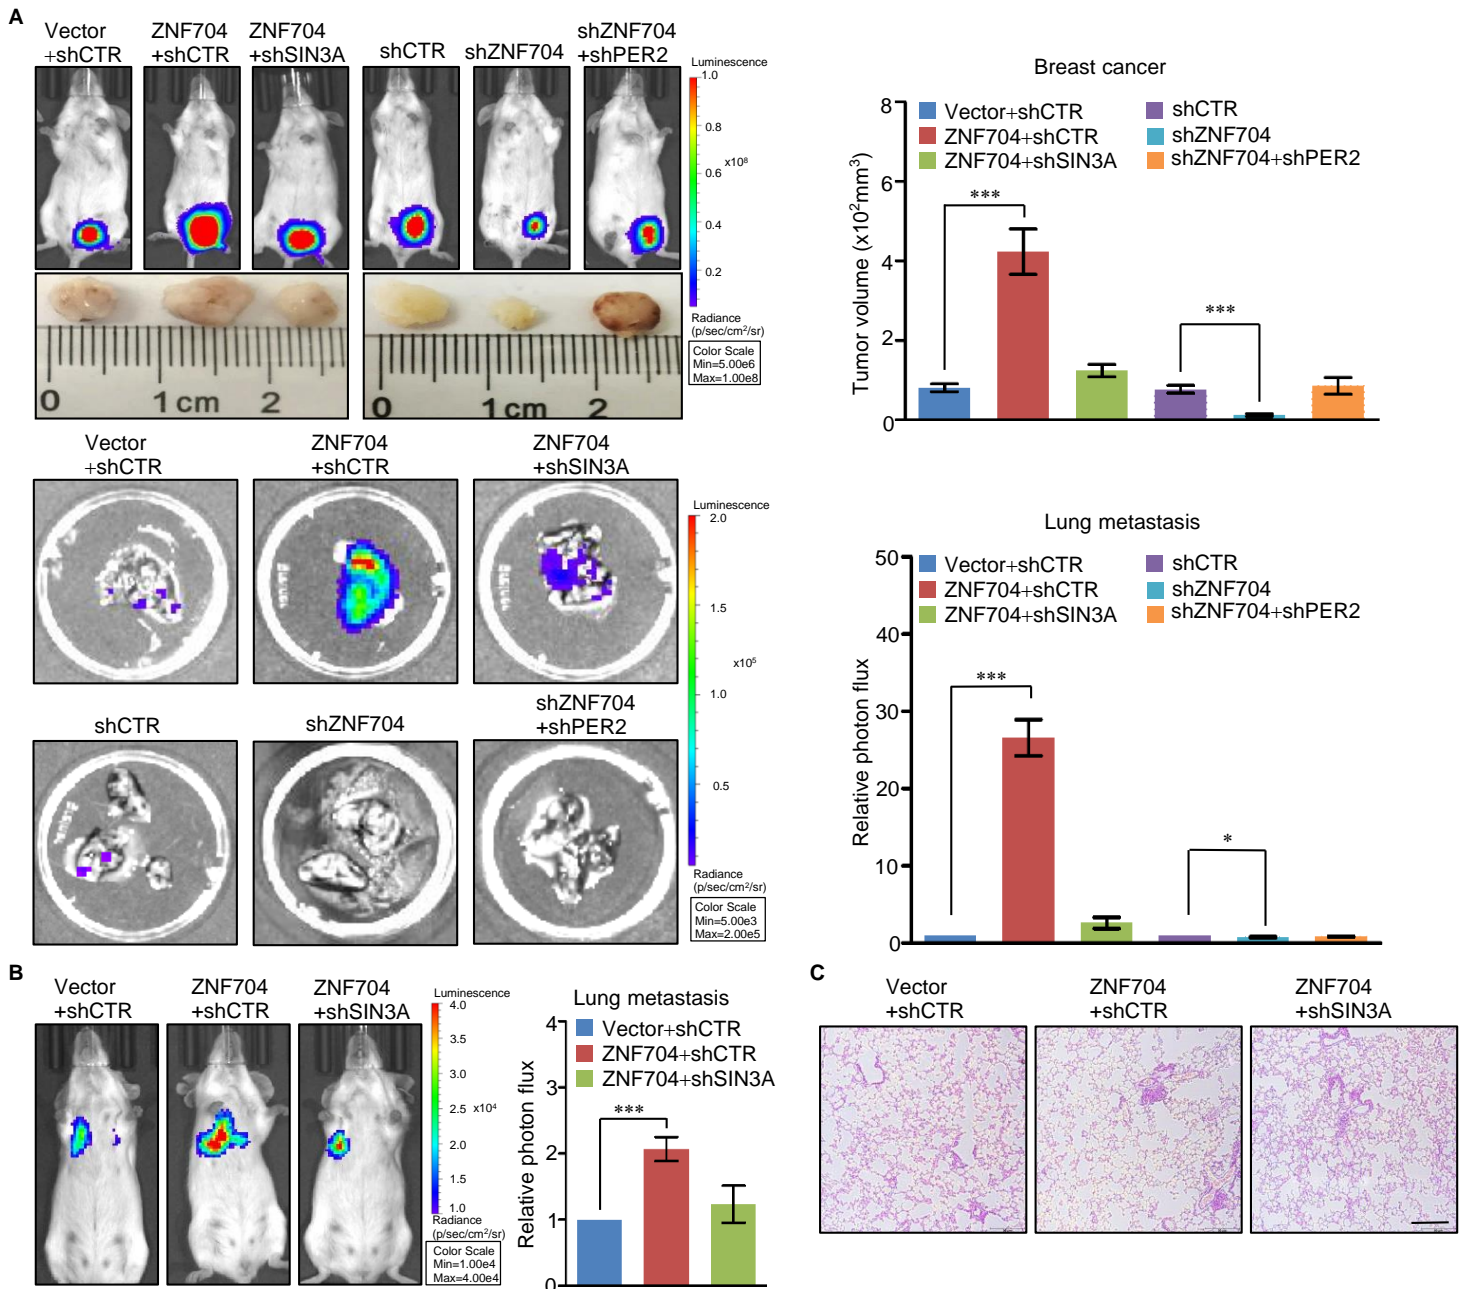 A
Vector
+shCTR
ZNF704
+shCTR
ZNF704
+shSIN3A
shCTR
shZNF704
shZNF704
+shPER2
Luminescence
1.0
0.8
x10⁸
0.6
0.4
0.2
Radiance
(p/sec/cm²/sr)
Color Scale
Min=5.00e6
Max=1.00e8
0
1cm
2
0
1cm
2
Breast cancer
Vector+shCTR
ZNF704+shCTR
ZNF704+shSIN3A
shCTR
shZNF704
shZNF704+shPER2
Tumor volume (x10²mm³)
8
6
4
2
0
***
***
Vector
+shCTR
ZNF704
+shCTR
ZNF704
+shSIN3A
shCTR
shZNF704
shZNF704
+shPER2
Luminescence
2.0
1.5
x10⁵
1.0
0.5
Radiance
(p/sec/cm²/sr)
Color Scale
Min=5.00e3
Max=2.00e5
Lung metastasis
Vector+shCTR
ZNF704+shCTR
ZNF704+shSIN3A
shCTR
shZNF704
shZNF704+shPER2
Relative photon flux
50
40
30
20
10
0
***
*
B
Vector
+shCTR
ZNF704
+shCTR
ZNF704
+shSIN3A
Luminescence
4.0
3.5
3.0
2.5
x10⁴
2.0
1.5
1.0
Radiance
(p/sec/cm²/sr)
Color Scale
Min=1.00e4
Max=4.00e4
Lung metastasis
Vector+shCTR
ZNF704+shCTR
ZNF704+shSIN3A
Relative photon flux
4
3
2
1
0
***
C
Vector
+shCTR
ZNF704
+shCTR
ZNF704
+shSIN3A